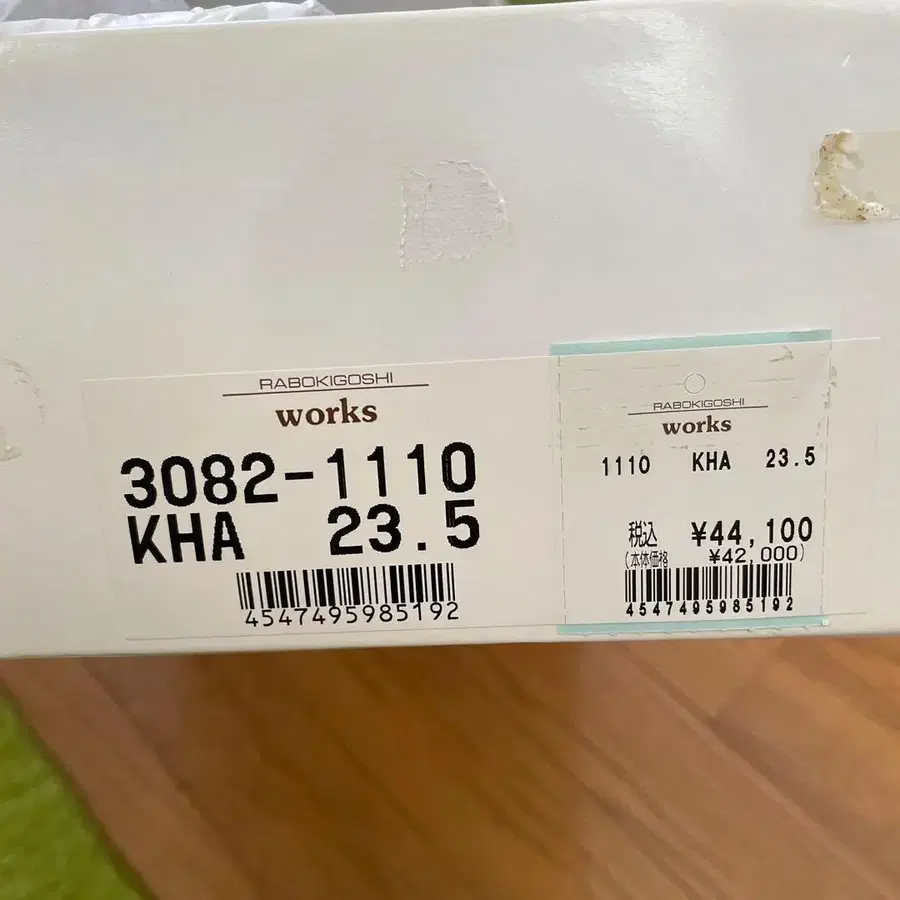 RABOKIGOSHI
works
3082-1110
KHA 23.5
4547495985192
RABOKIGOSHI
works
1110 KHA 23.5
税込 ¥44,100
(本体価格 ¥42,000)
4547495985192